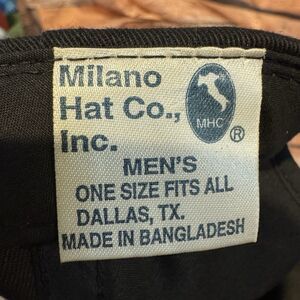 Milano
Hat Co.,
Inc.
MHC
®
MEN'S
ONE SIZE FITS ALL
DALLAS, TX.
MADE IN BANGLADESH